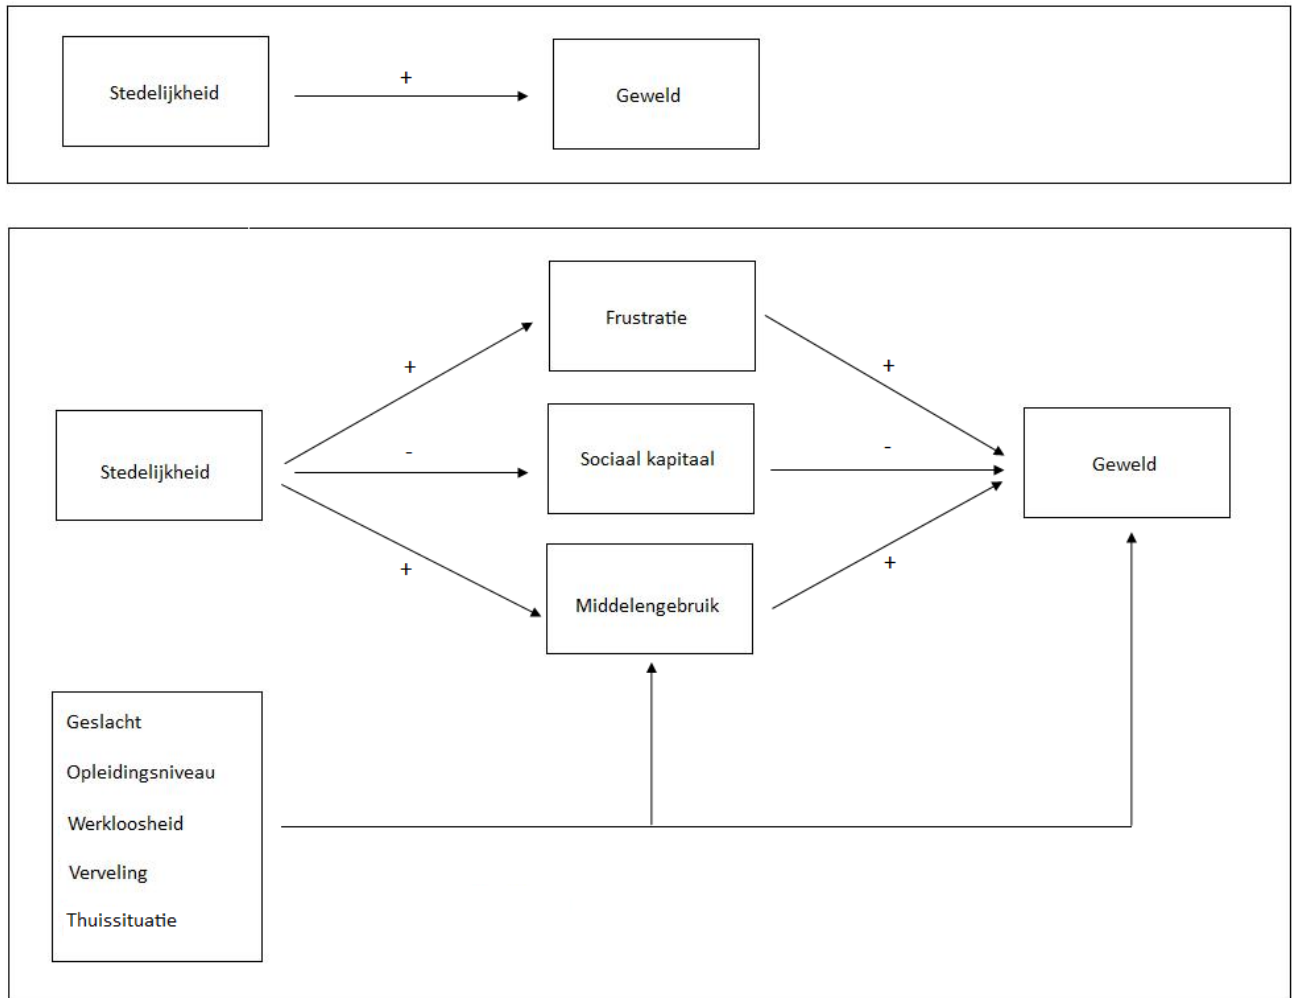 +
Stedelijkheid
Geweld
Frustratie
+
+
Sociaal kapitaal
-
-
Stedelijkheid
Geweld
+
+
Middelengebruik
Geslacht
Opleidingsniveau
Werkloosheid
Verveling
Thuissituatie